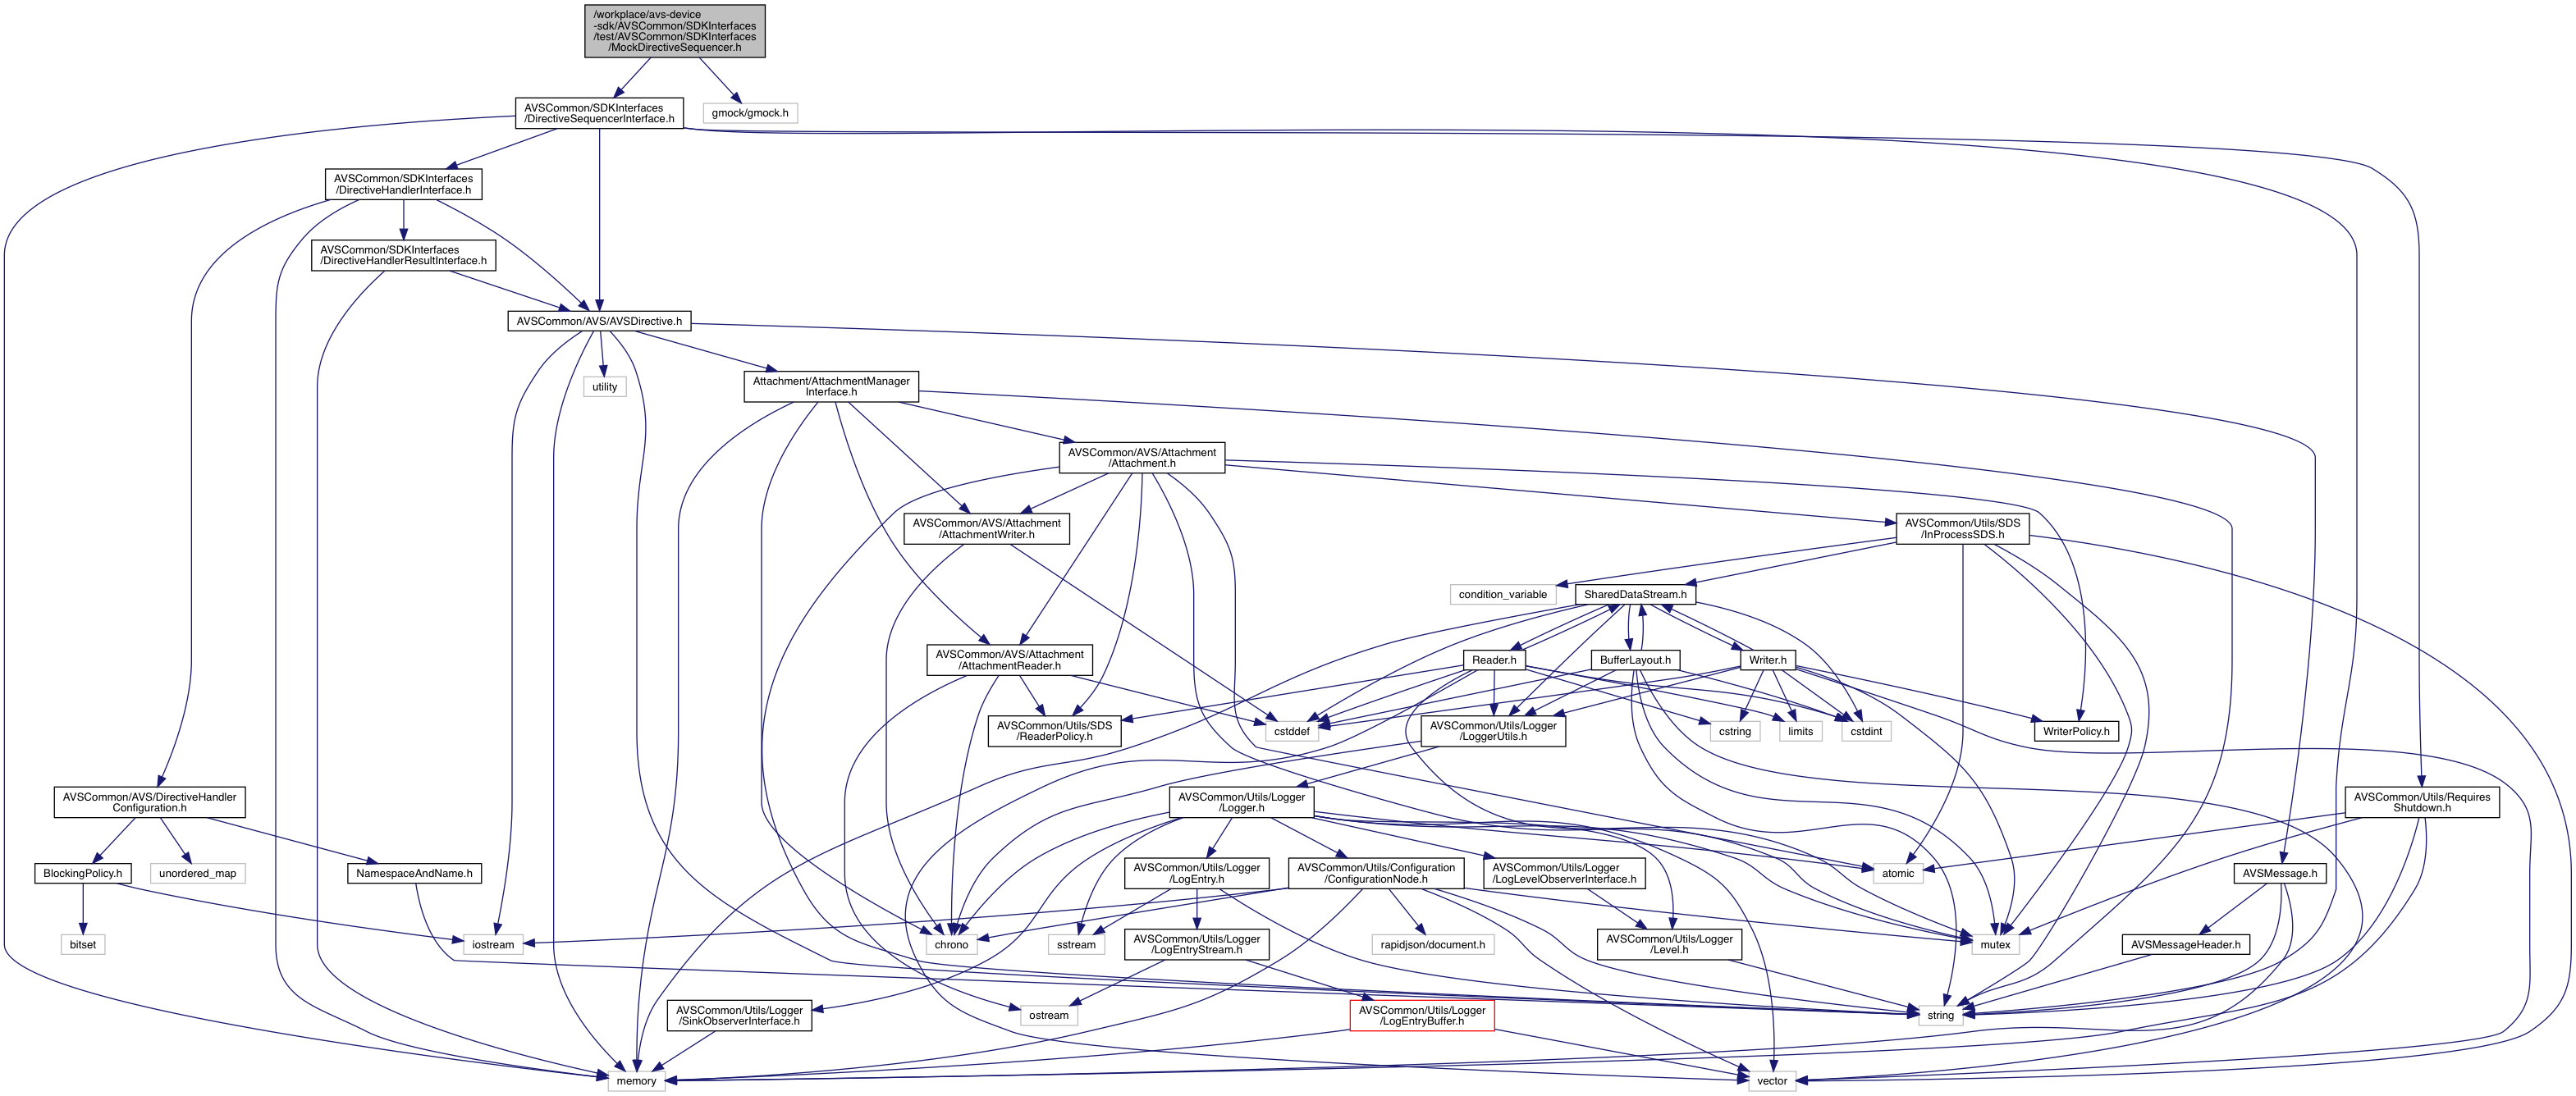 /workplace/avs-device
-sdk/AVSCommon/SDKInterfaces
/test/AVSCommon/SDKInterfaces
/MockDirectiveSequencer.h
AVSCommon/SDKInterfaces
/DirectiveSequencerInterface.h
gmock/gmock.h
AVSCommon/SDKInterfaces
/DirectiveHandlerInterface.h
AVSCommon/SDKInterfaces
/DirectiveHandlerResultInterface.h
AVSCommon/AVS/AVSDirective.h
utility
Attachment/AttachmentManager
Interface.h
AVSCommon/AVS/Attachment
/Attachment.h
AVSCommon/AVS/Attachment
/AttachmentWriter.h
AVSCommon/Utils/SDS
/InProcessSDS.h
condition_variable
SharedDataStream.h
AVSCommon/AVS/Attachment
/AttachmentReader.h
Reader.h
BufferLayout.h
Writer.h
AVSCommon/Utils/SDS
/ReaderPolicy.h
cstddef
AVSCommon/Utils/Logger
/LoggerUtils.h
cstring
limits
cstdint
WriterPolicy.h
AVSCommon/AVS/DirectiveHandler
Configuration.h
AVSCommon/Utils/Logger
/Logger.h
AVSCommon/Utils/Requires
Shutdown.h
BlockingPolicy.h
unordered_map
NamespaceAndName.h
AVSCommon/Utils/Logger
/LogEntry.h
AVSCommon/Utils/Configuration
/ConfigurationNode.h
AVSCommon/Utils/Logger
/LogLevelObserverInterface.h
atomic
AVSMessage.h
bitset
iostream
chrono
sstream
AVSCommon/Utils/Logger
/LogEntryStream.h
rapidjson/document.h
AVSCommon/Utils/Logger
/Level.h
mutex
AVSMessageHeader.h
AVSCommon/Utils/Logger
/SinkObserverInterface.h
ostream
AVSCommon/Utils/Logger
/LogEntryBuffer.h
string
memory
vector